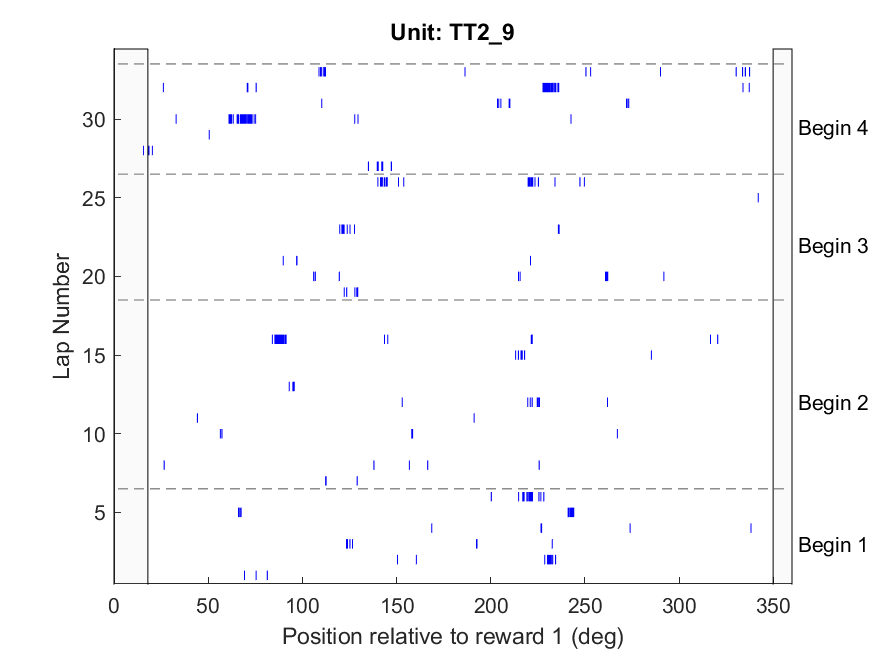 Unit: TT2_9
Begin 4
30
25
Begin 3
20
Lap Number
15
Begin 2
10
5
Begin 1
0 50 100 150 200 250 300 350
Position relative to reward 1 (deg)